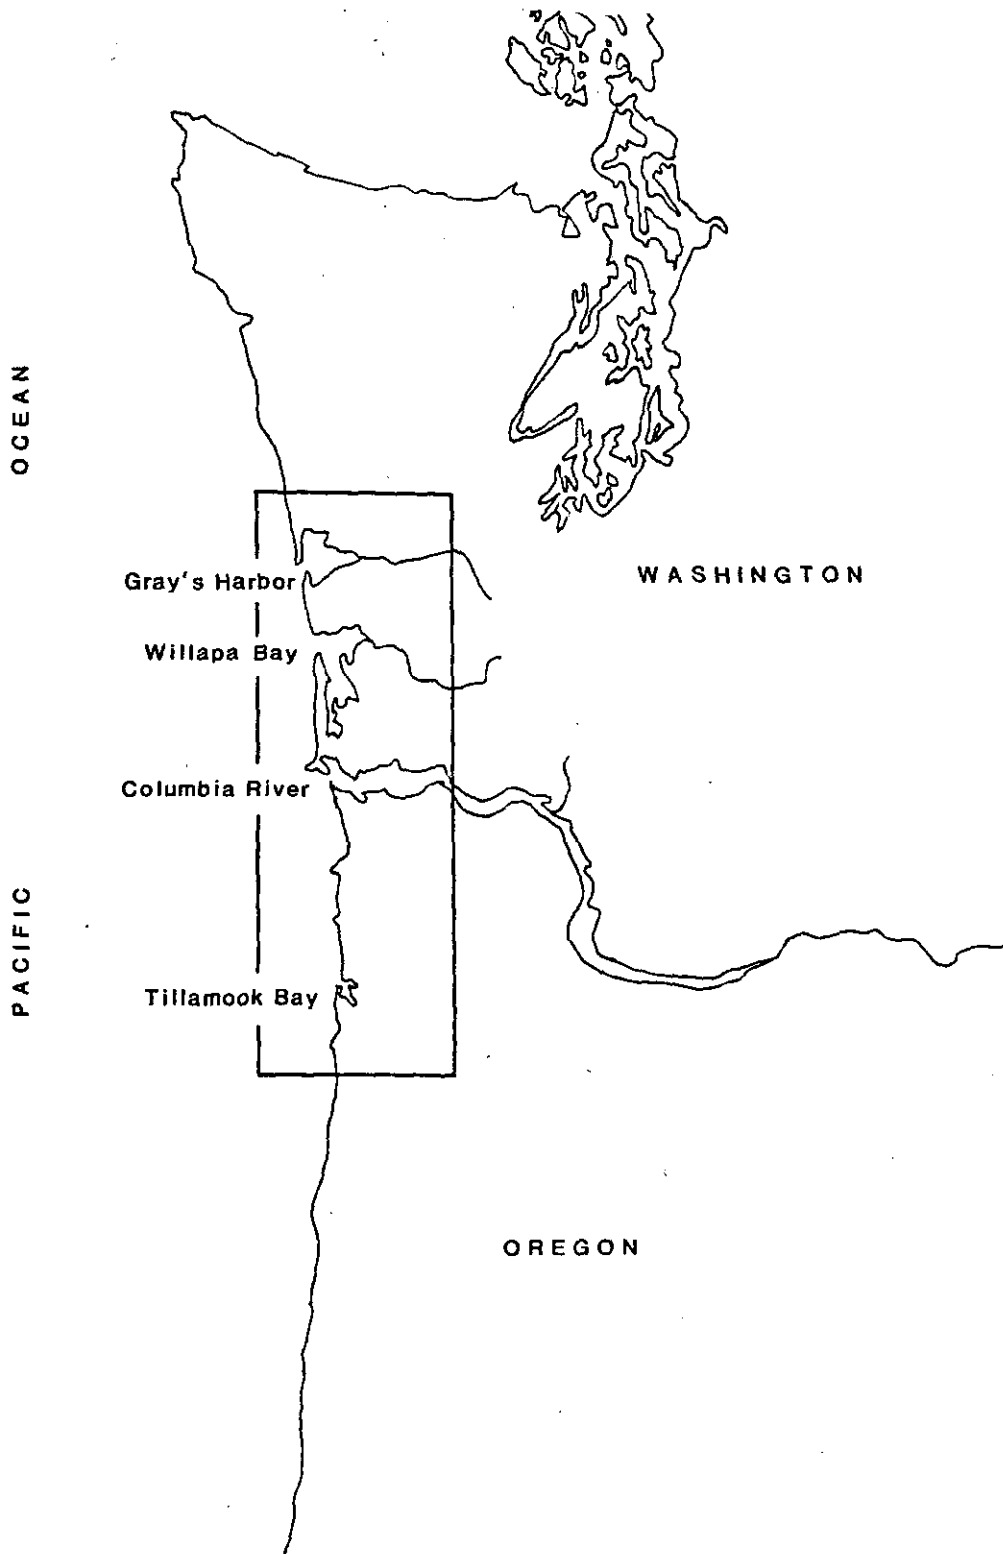 OCEAN
Gray's Harbor
WASHINGTON
Willapa Bay
Columbia River
PACIFIC
Tillamook Bay
OREGON